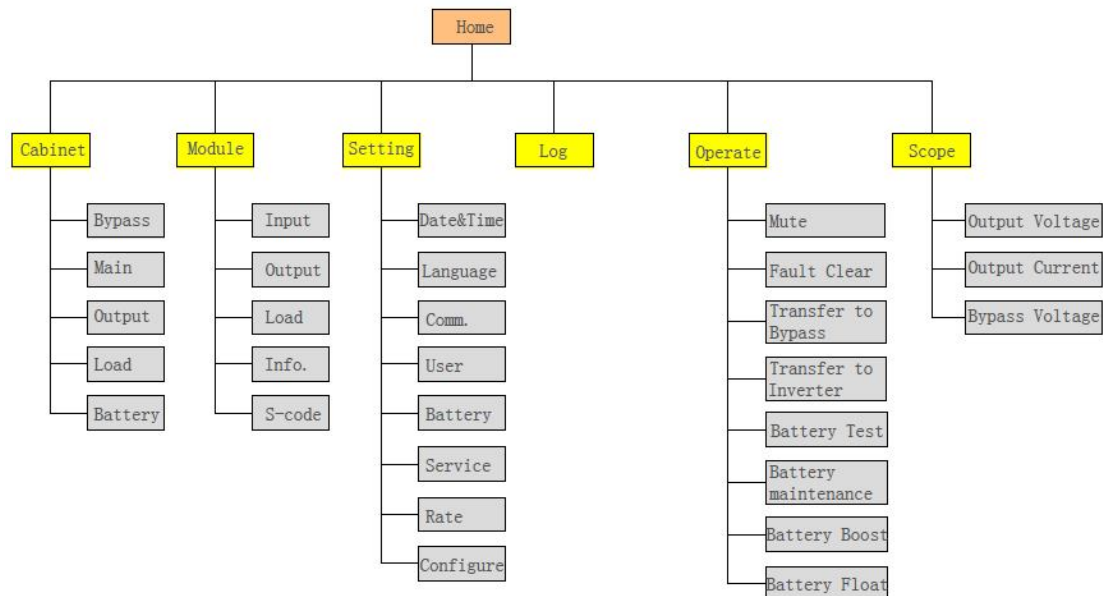 Home
Cabinet
Module
Setting
Log
Operate
Scope
Bypass
Main
Output
Load
Battery
Input
Output
Load
Info.
S-code
Date&Time
Language
Comm.
User
Battery
Service
Rate
Configure
Mute
Fault Clear
Transfer to
Bypass
Transfer to
Inverter
Battery Test
Battery
maintenance
Battery Boost
Battery Float
Output Voltage
Output Current
Bypass Voltage